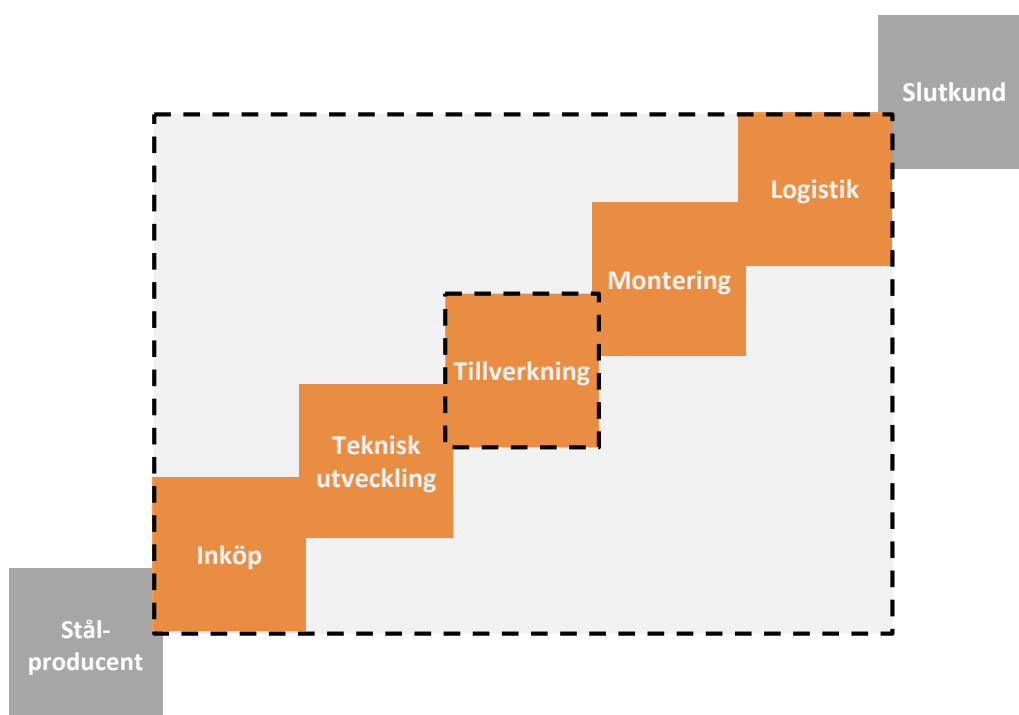 Slutkund
Logistik
Montering
Tillverkning
Teknisk
utveckling
Inköp
Stål-
producent